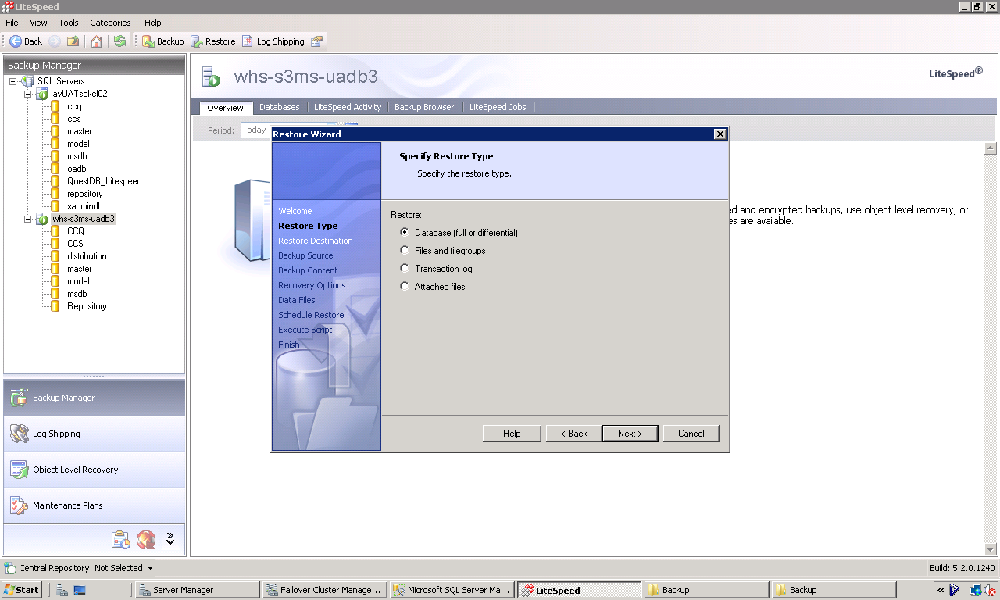 LiteSpeed
File View Tools Categories Help
Back Backup Restore Log Shipping
Backup Manager
SQL Servers
avUATsql-cl02
ccq
ccs
master
model
msdb
oadb
QuestDB_Litespeed
repository
xadmindb
whs-s3ms-uadb3
CCQ
CCS
distribution
master
model
msdb
Repository
Backup Manager
Log Shipping
Object Level Recovery
Maintenance Plans
whs-s3ms-uadb3
LiteSpeed®
Overview Databases LiteSpeed Activity Backup Browser LiteSpeed Jobs
Period: Today
ed and encrypted backups, use object level recovery, or
es are available.
Restore Wizard
Specify Restore Type
Specify the restore type.
Welcome
Restore Type
Restore Destination
Backup Source
Backup Content
Recovery Options
Data Files
Schedule Restore
Execute Script
Finish
Restore:
Database (full or differential)
Files and filegroups
Transaction log
Attached files
Help < Back Next > Cancel
Central Repository: Not Selected
Build: 5.2.0.1240
Start Server Manager Failover Cluster Manage... Microsoft SQL Server Ma... LiteSpeed Backup Backup